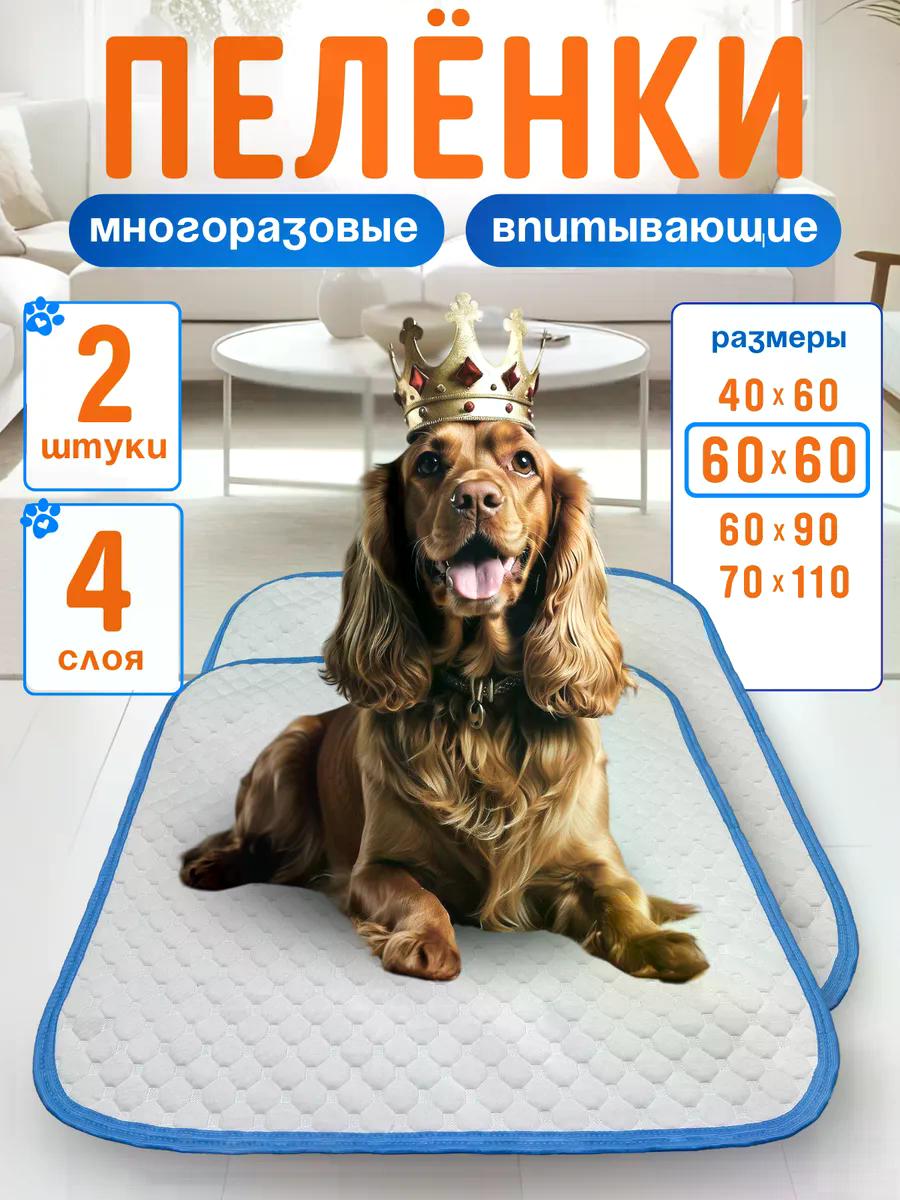 ПЕЛЁНКИ
многоразовые
впитывающие
2
штуки
4
слоя
размеры
40 x 60
60 x 60
60 x 90
70 x 110